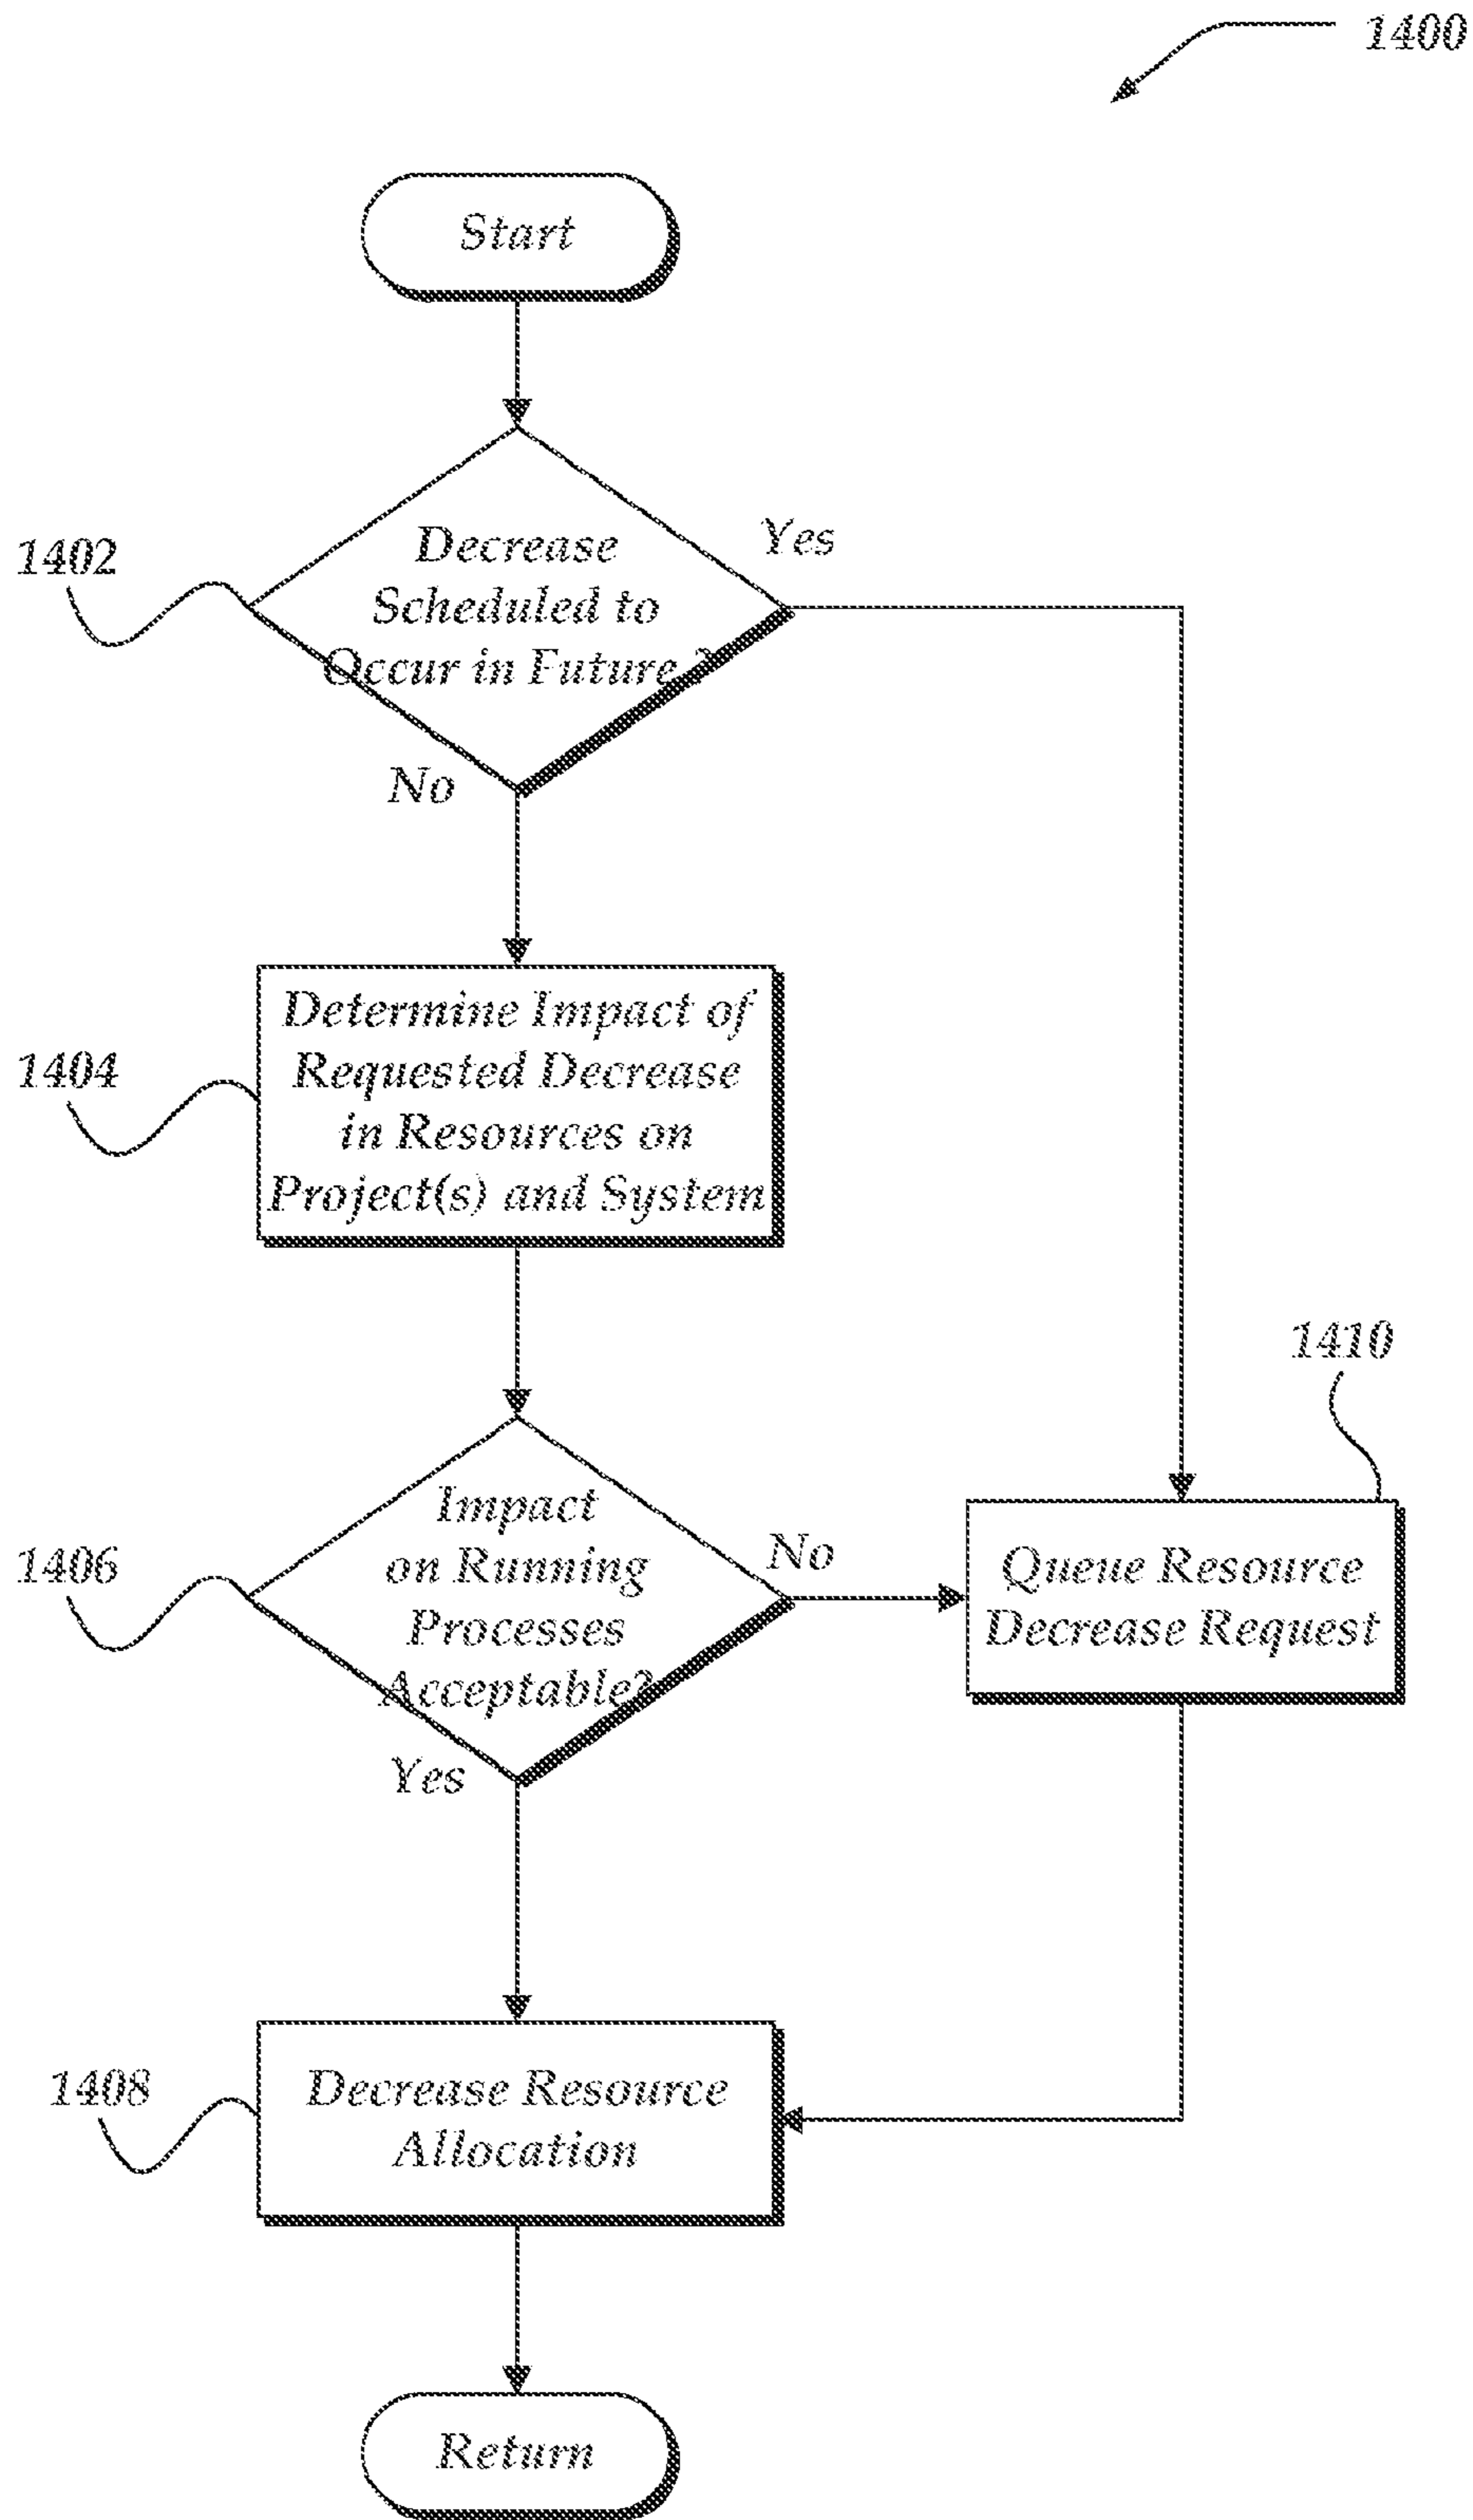 1400
Start
1402
Decrease
Scheduled to
Occur in Future ?
Yes
No
1404
Determine Impact of
Requested Decrease
in Resources on
Project(s) and System
1406
Impact
on Running
Processes
Acceptable?
No
Yes
1410
Queue Resource
Decrease Request
1408
Decrease Resource
Allocation
Return